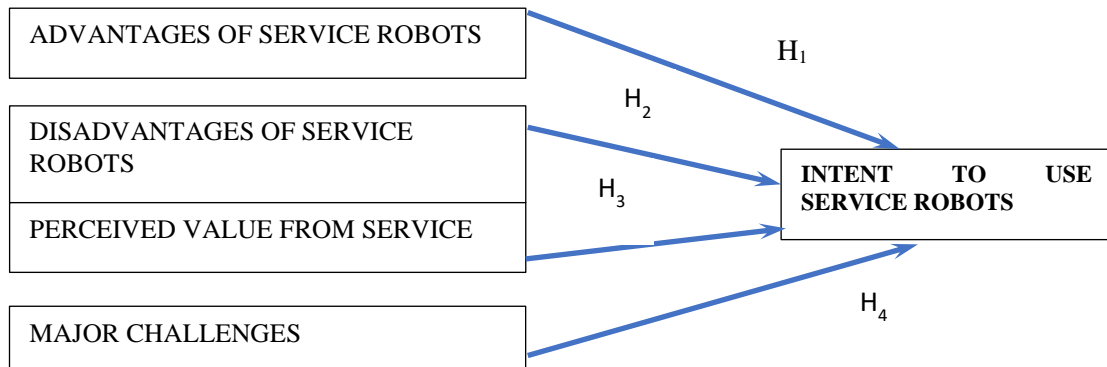 ADVANTAGES OF SERVICE ROBOTS
H₁
H₂
DISADVANTAGES OF SERVICE
ROBOTS
INTENT TO USE
SERVICE ROBOTS
H₃
PERCEIVED VALUE FROM SERVICE
H₄
MAJOR CHALLENGES